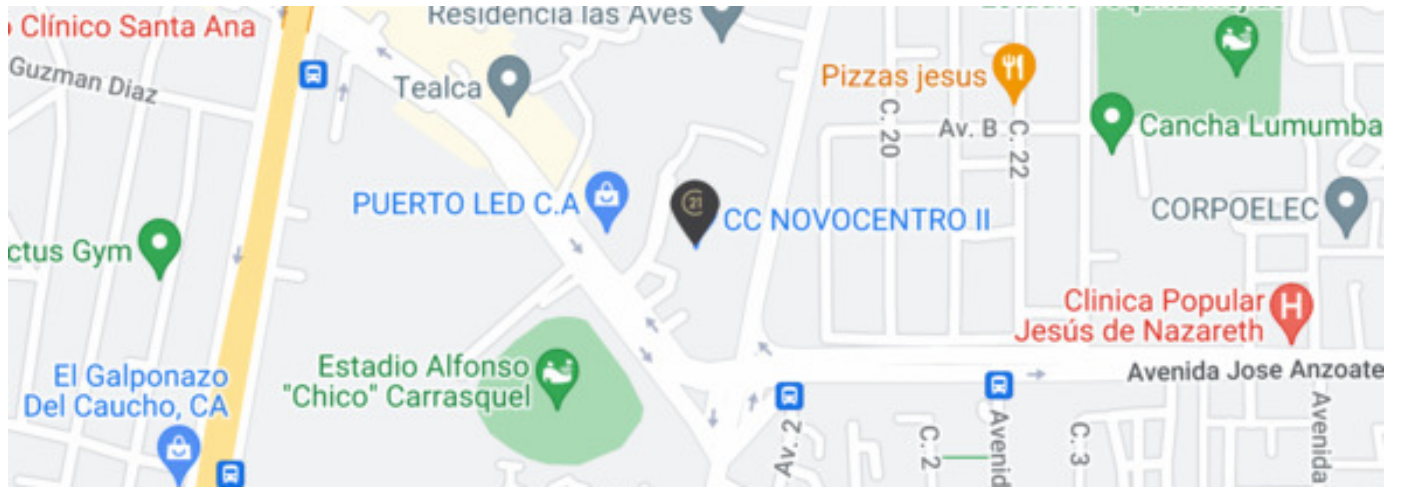 Residencia las Aves
Clínico Santa Ana
Guzman Diaz
Tealca
Pizzas jesus
C. 20
Av. B
C. 22
Cancha Lumumba
PUERTO LED C.A
21
CC NOVOCENTRO II
CORPOELEC
ctus Gym
Clinica Popular
Jesús de Nazareth
H
Estadio Alfonso
"Chico" Carrasquel
El Galponazo
Del Caucho, CA
Avenida Jose Anzoate
Av. 2
C. 2
Avenid
C. 3
Avenida